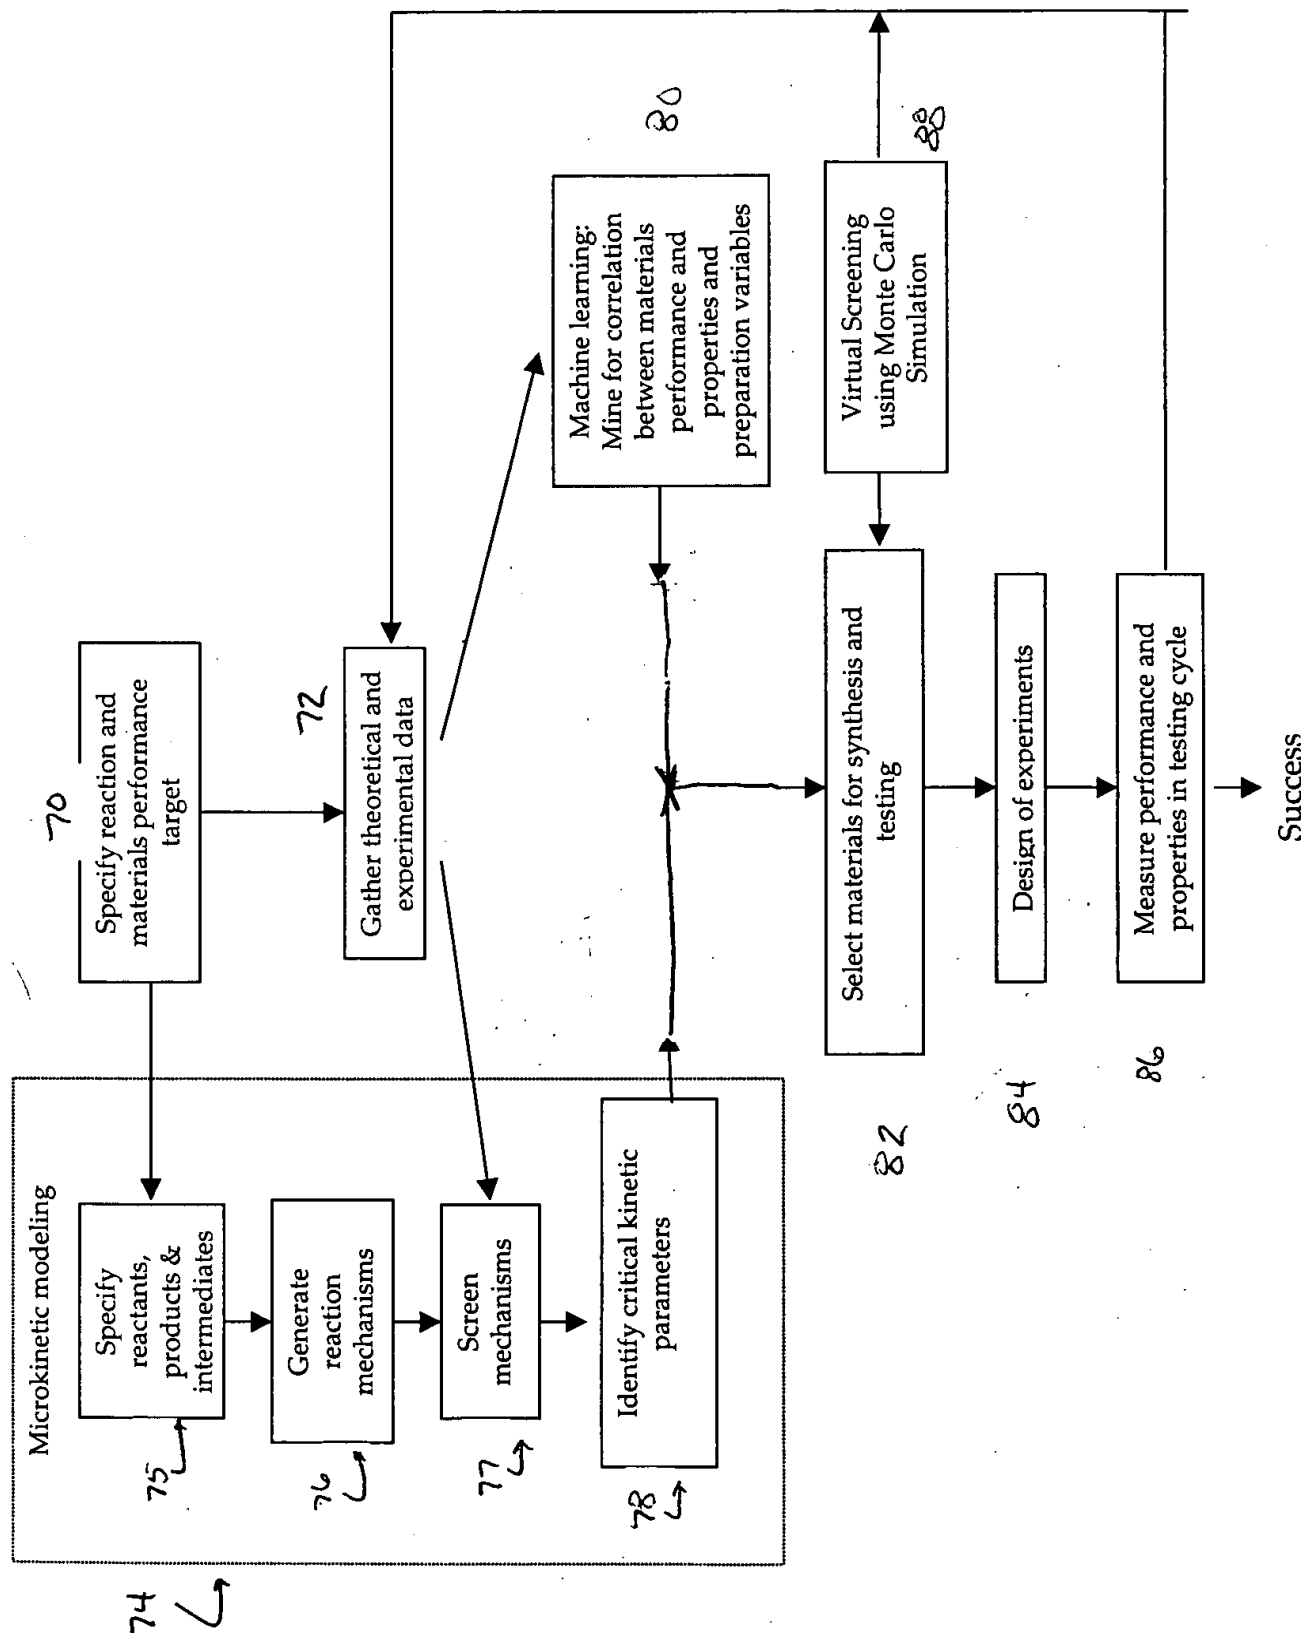 70
Specify reaction and
materials performance
target
72
Gather theoretical and
experimental data
74
Microkinetic modeling
75
Specify
reactants,
products &
intermediates
76
Generate
reaction
mechanisms
77
Screen
mechanisms
78
Identify critical kinetic
parameters
80
Machine learning:
Mine for correlation
between materials
performance and
properties and
preparation variables
82
Select materials for synthesis and
testing
88
Virtual Screening
using Monte Carlo
Simulation
84
Design of experiments
86
Measure performance and
properties in testing cycle
Success